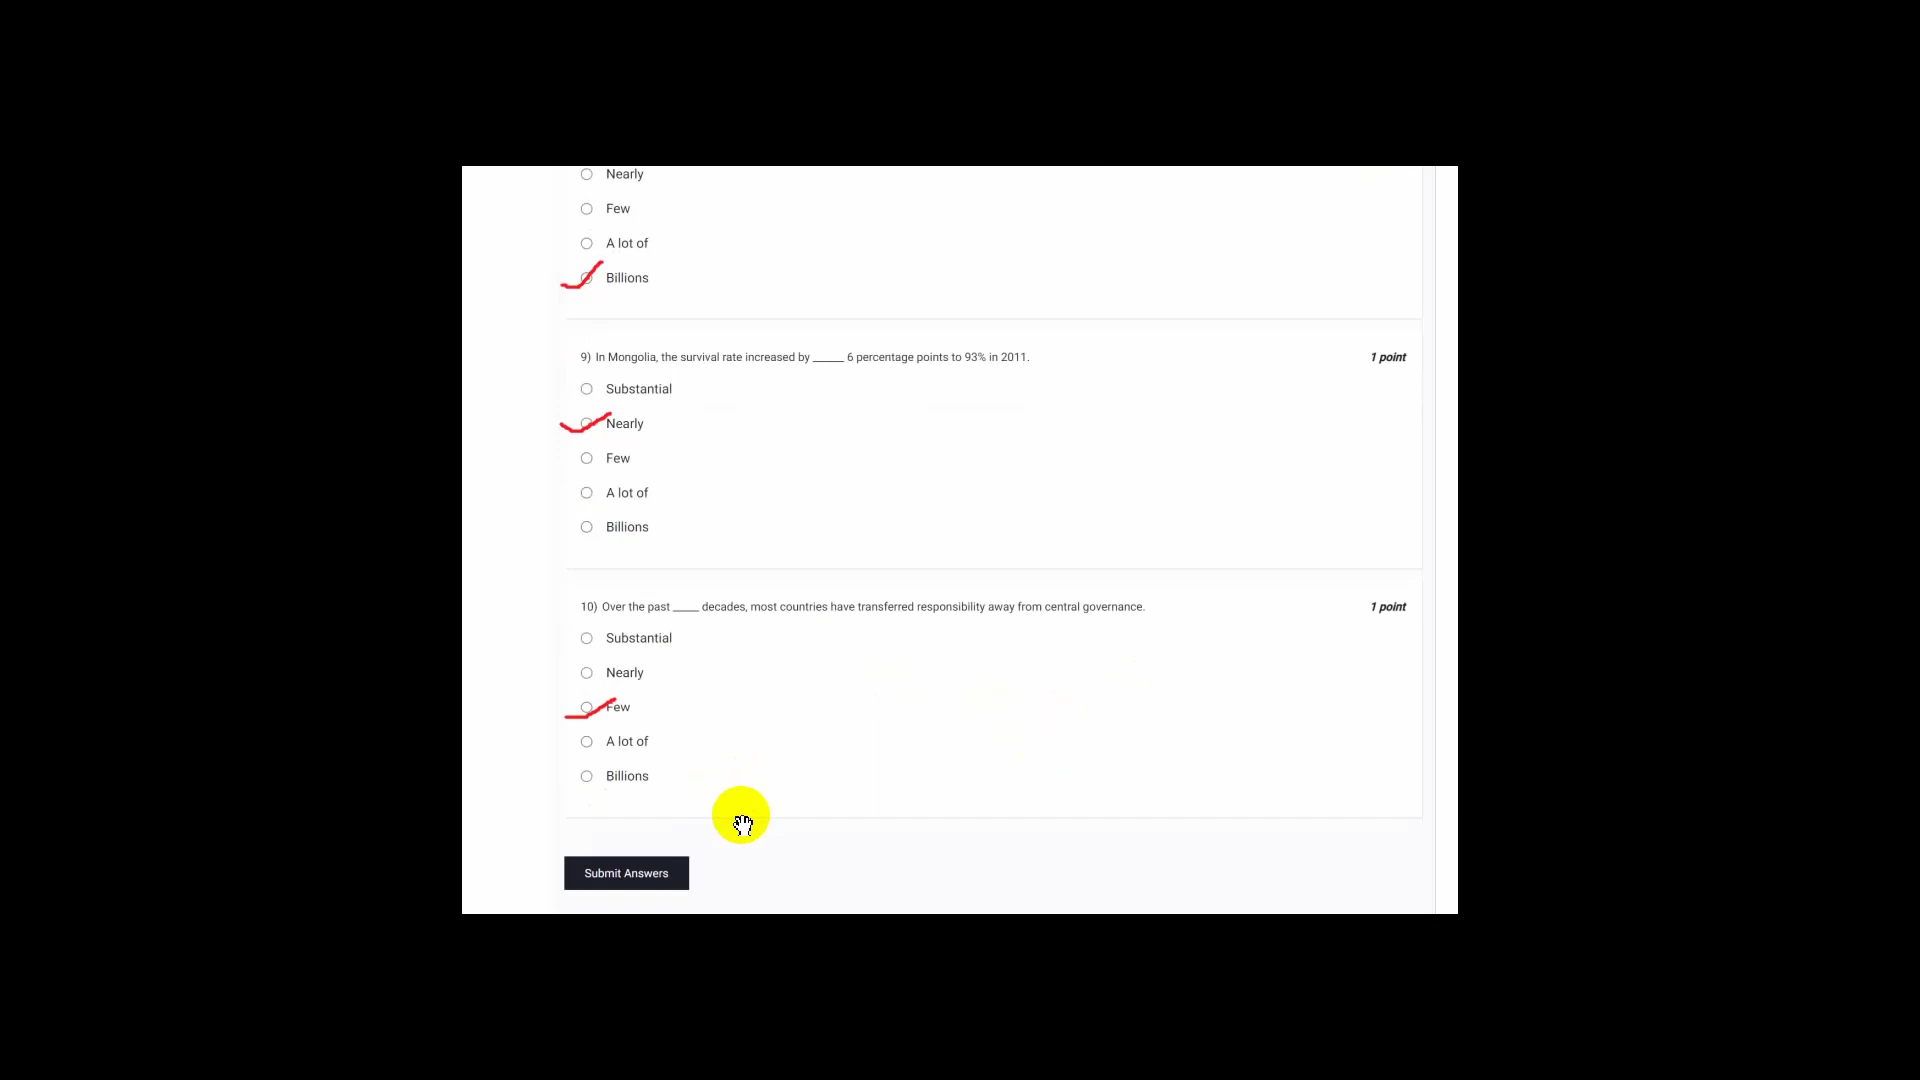 Nearly
Few
A lot of
Billions
9) In Mongolia, the survival rate increased by _____ 6 percentage points to 93% in 2011. 1 point
Substantial
Nearly
Few
A lot of
Billions
10) Over the past ____ decades, most countries have transferred responsibility away from central governance. 1 point
Substantial
Nearly
Few
A lot of
Billions
Submit Answers